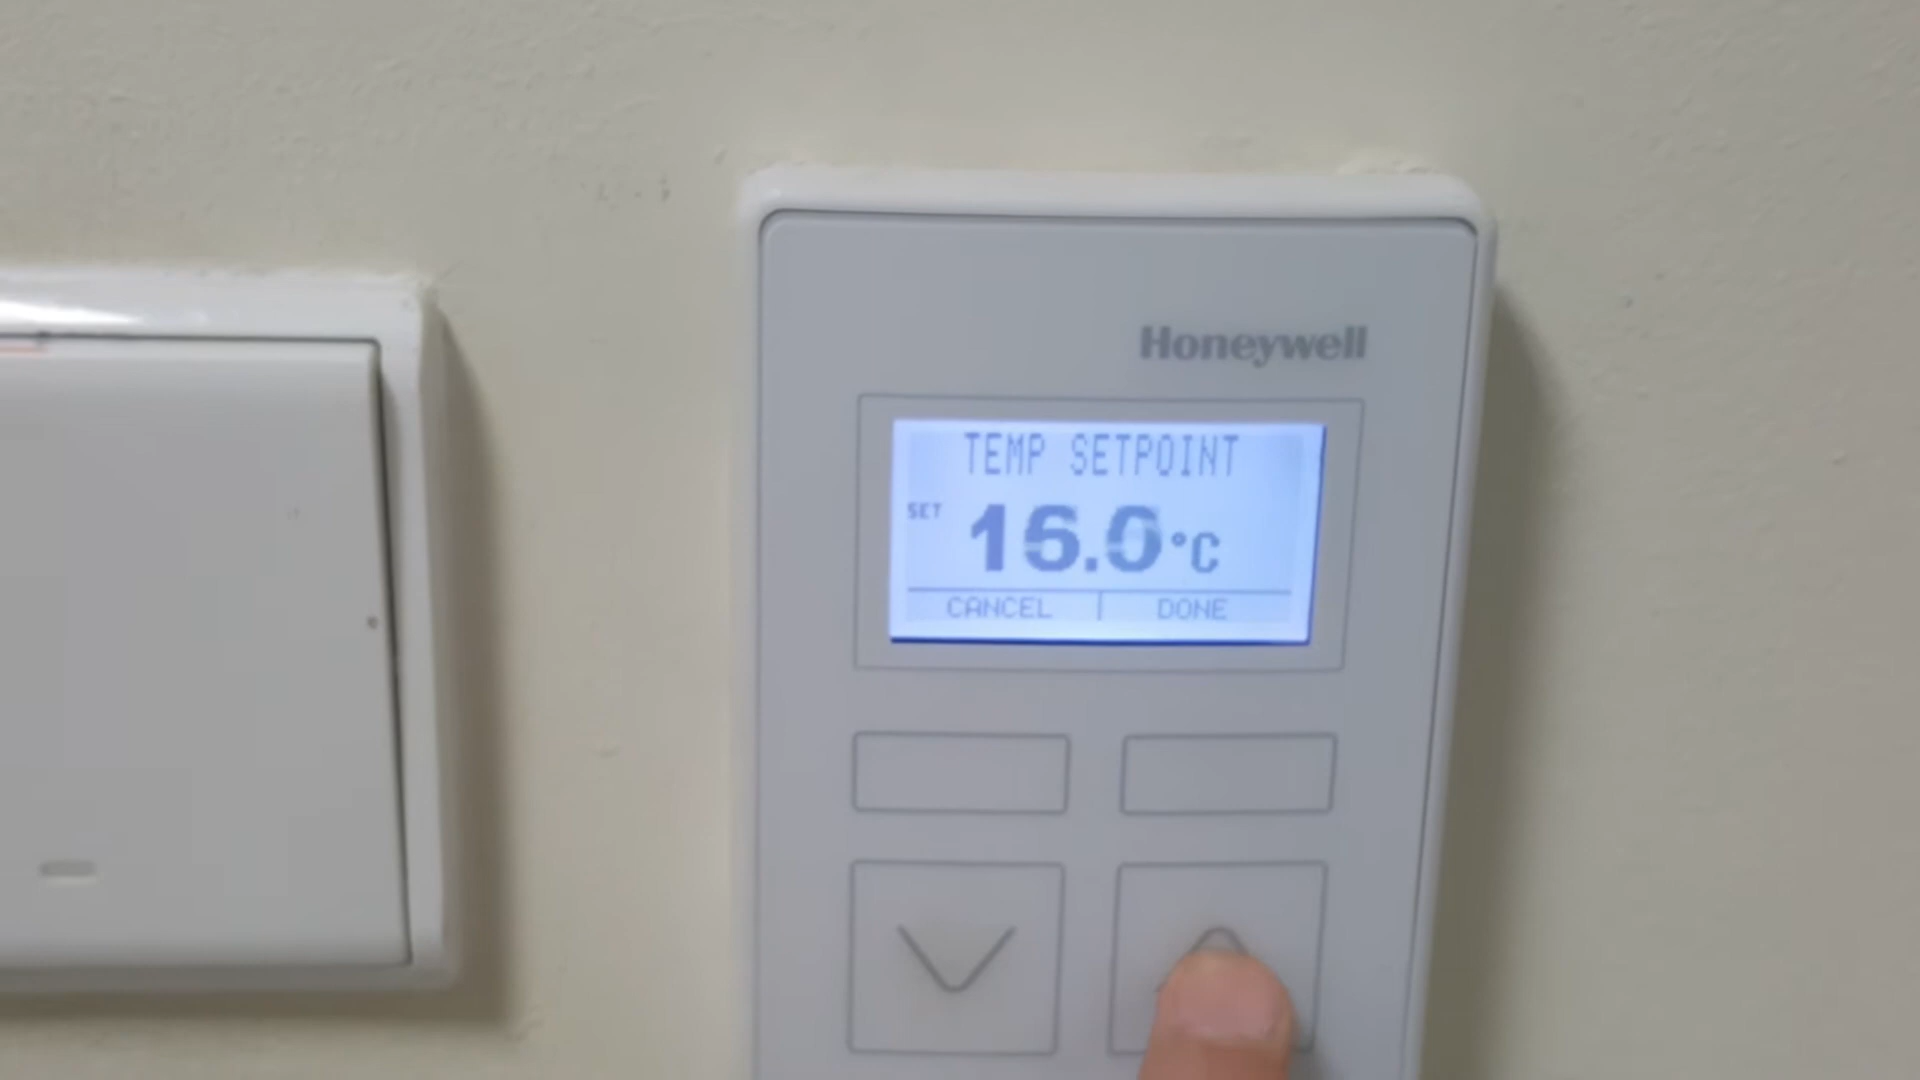 Honeywell
TEMP SETPOINT
SET
16.0°C
CANCEL | DONE